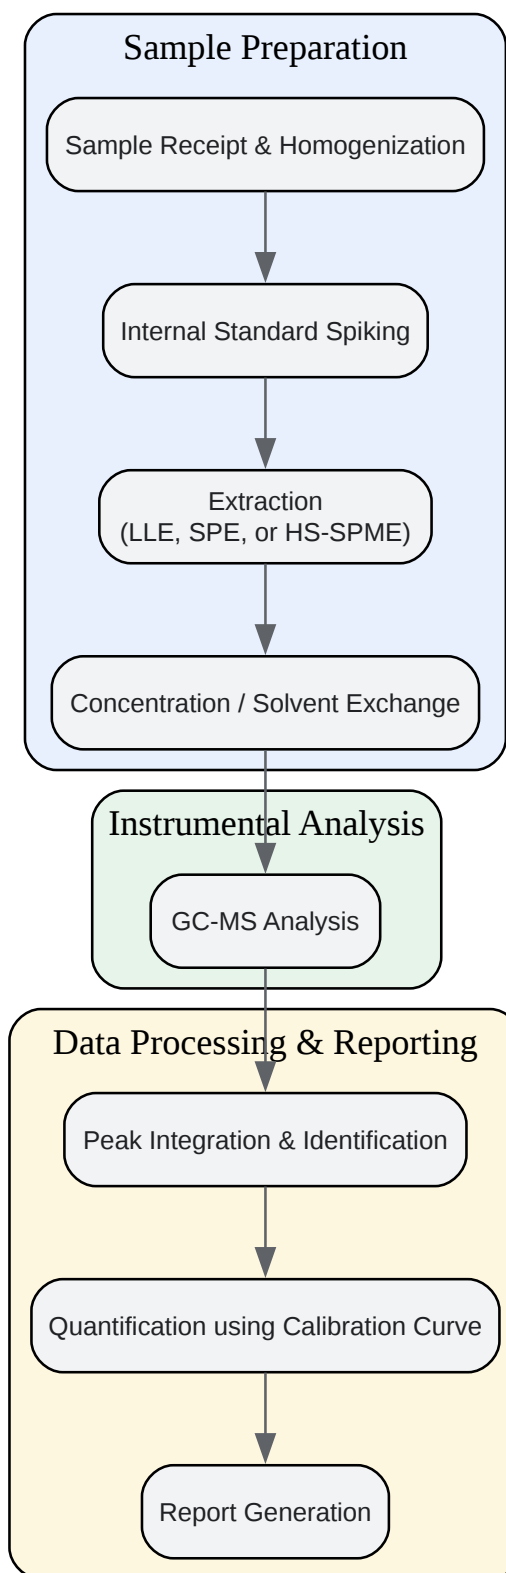 Sample Preparation
Sample Receipt & Homogenization
Internal Standard Spiking
Extraction
(LLE, SPE, or HS-SPME)
Concentration / Solvent Exchange
Instrumental Analysis
GC-MS Analysis
Data Processing & Reporting
Peak Integration & Identification
Quantification using Calibration Curve
Report Generation